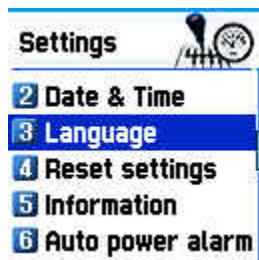 Settings
2 Date & Time
3 Language
4 Reset settings
5 Information
6 Auto power alarm